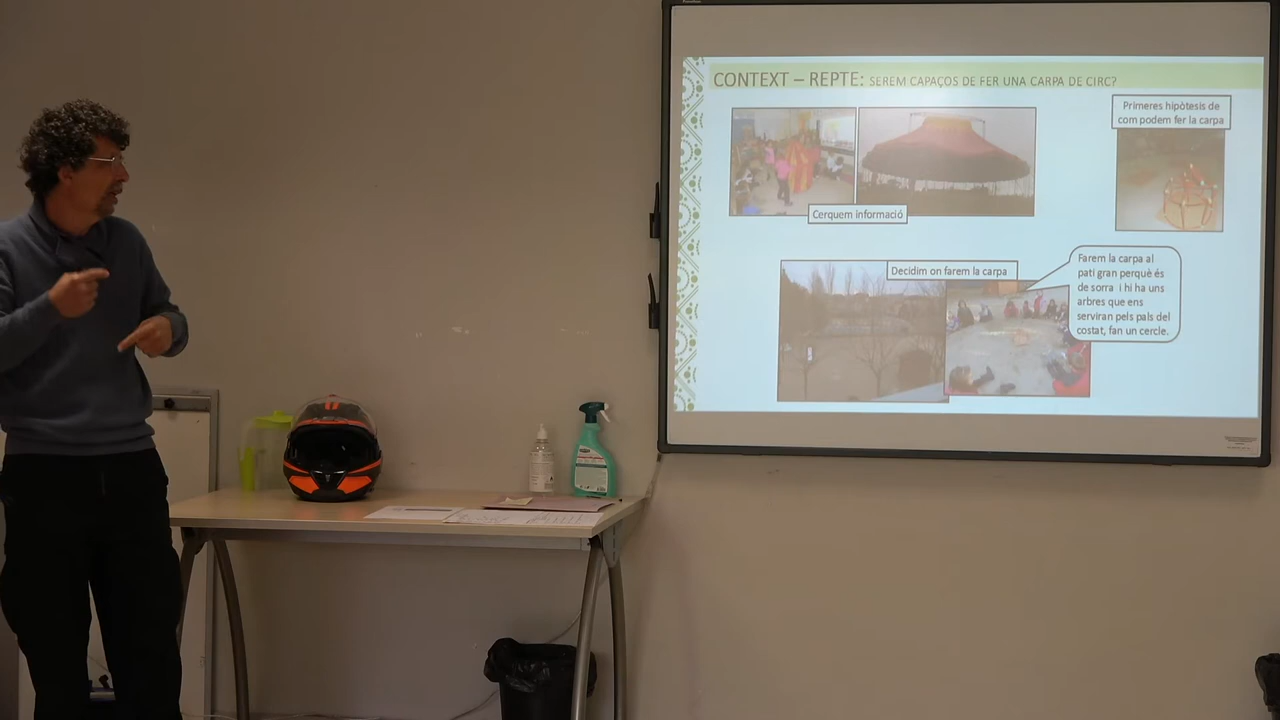 CONTEXT – REPTE: SEREM CAPAÇOS DE FER UNA CARPA DE CIRC?
Primeres hipòtesis de
com podem fer la carpa
Cerquem informació
Decidim on farem la carpa
Farem la carpa al
pati gran perquè és
de sorra i hi ha uns
arbres que ens
serviran pels pals del
costat, fan un cercle.